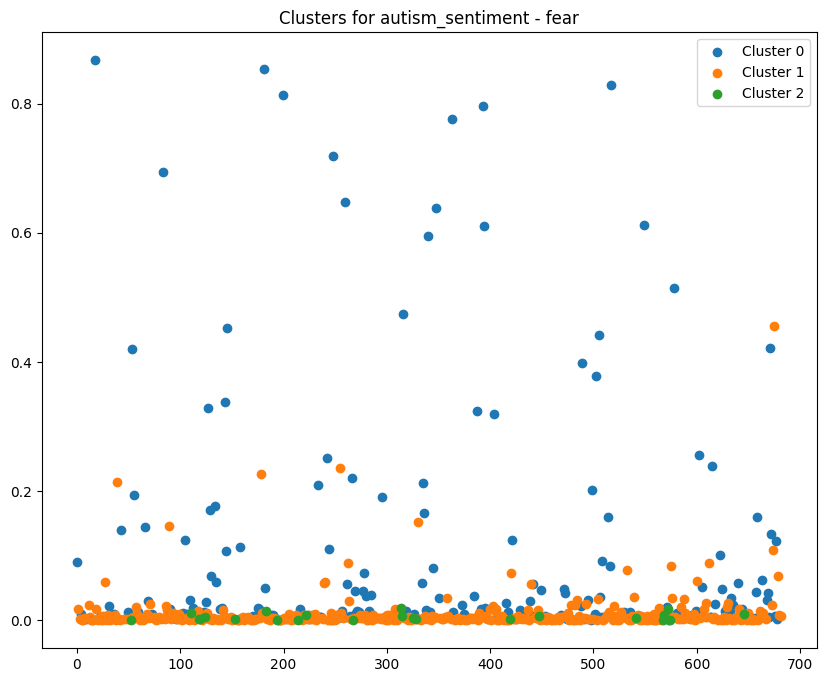 Clusters for autism_sentiment - fear
Cluster 0
Cluster 1
Cluster 2
0.8
0.6
0.4
0.2
0.0
0 100 200 300 400 500 600 700